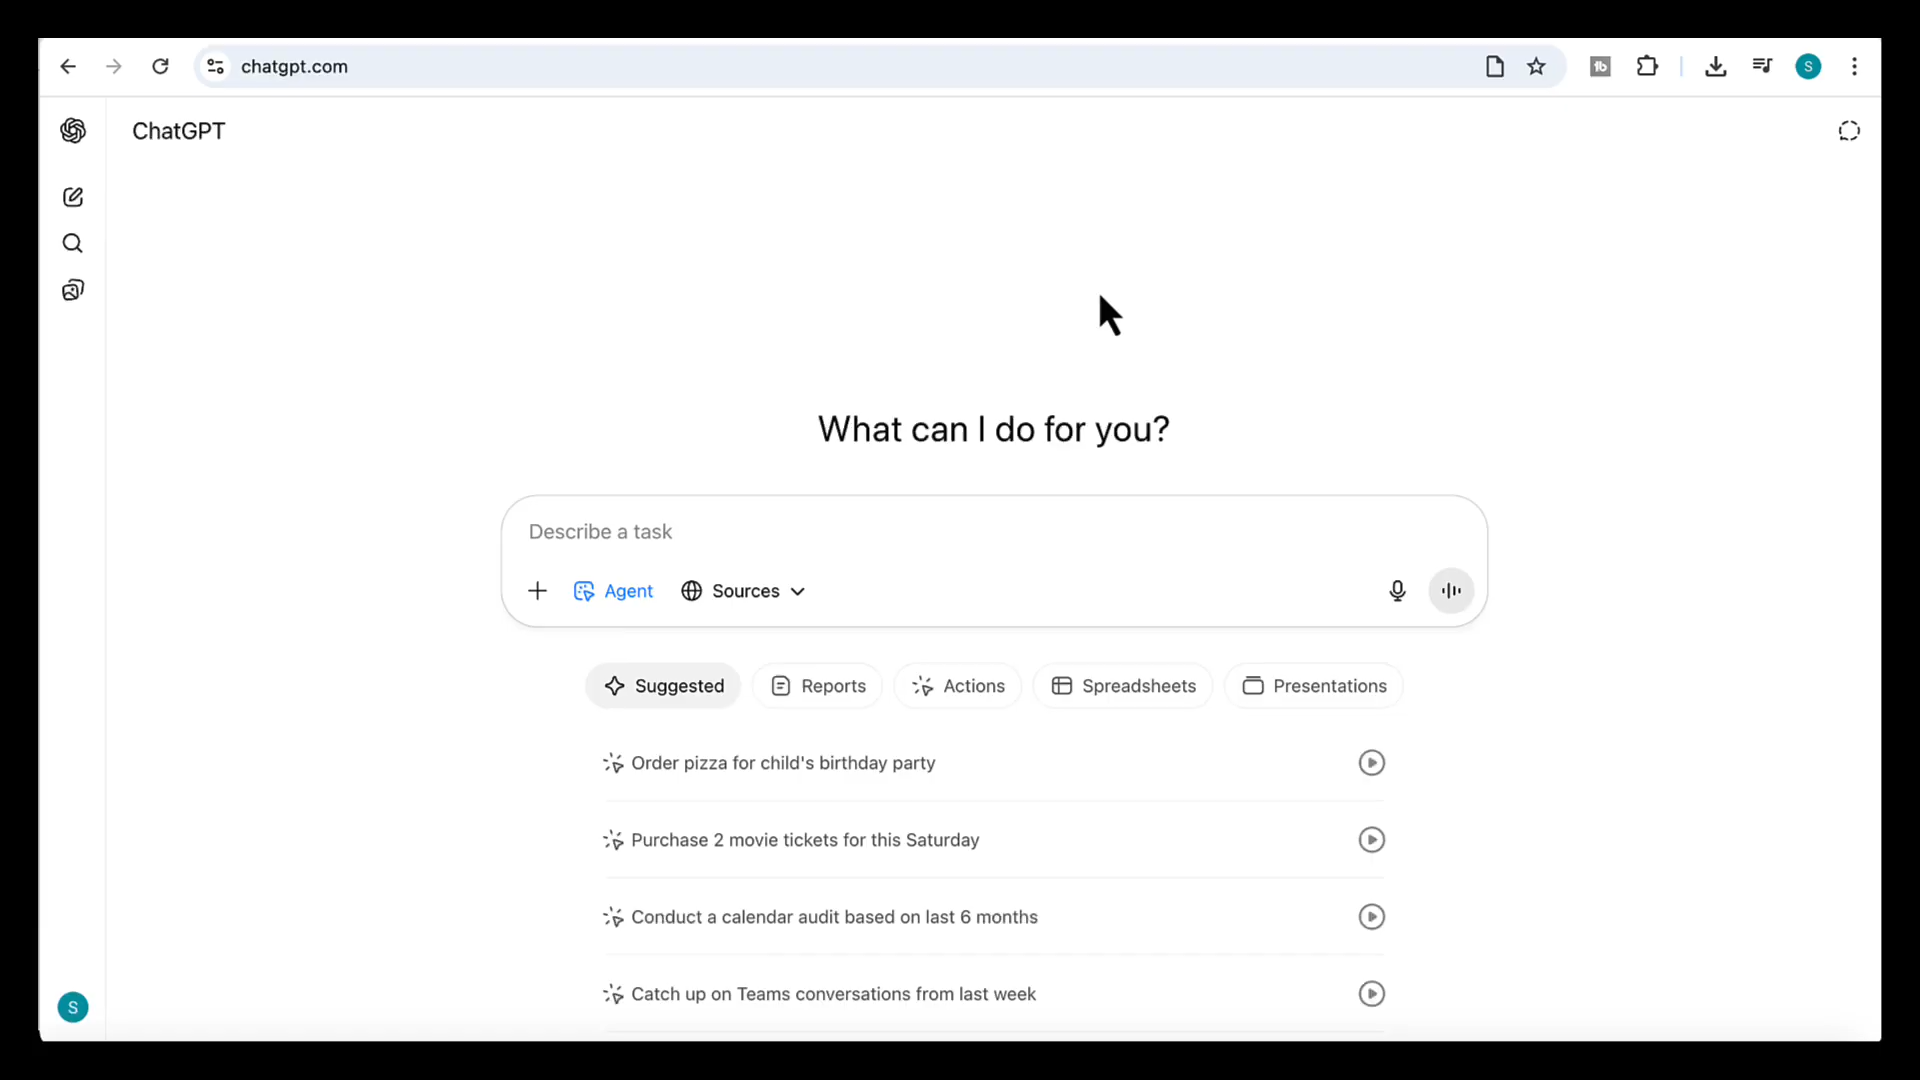 chatgpt.com
tb
S
ChatGPT
What can I do for you?
Describe a task
Agent
Sources
Suggested
Reports
Actions
Spreadsheets
Presentations
Order pizza for child's birthday party
Purchase 2 movie tickets for this Saturday
Conduct a calendar audit based on last 6 months
Catch up on Teams conversations from last week
S